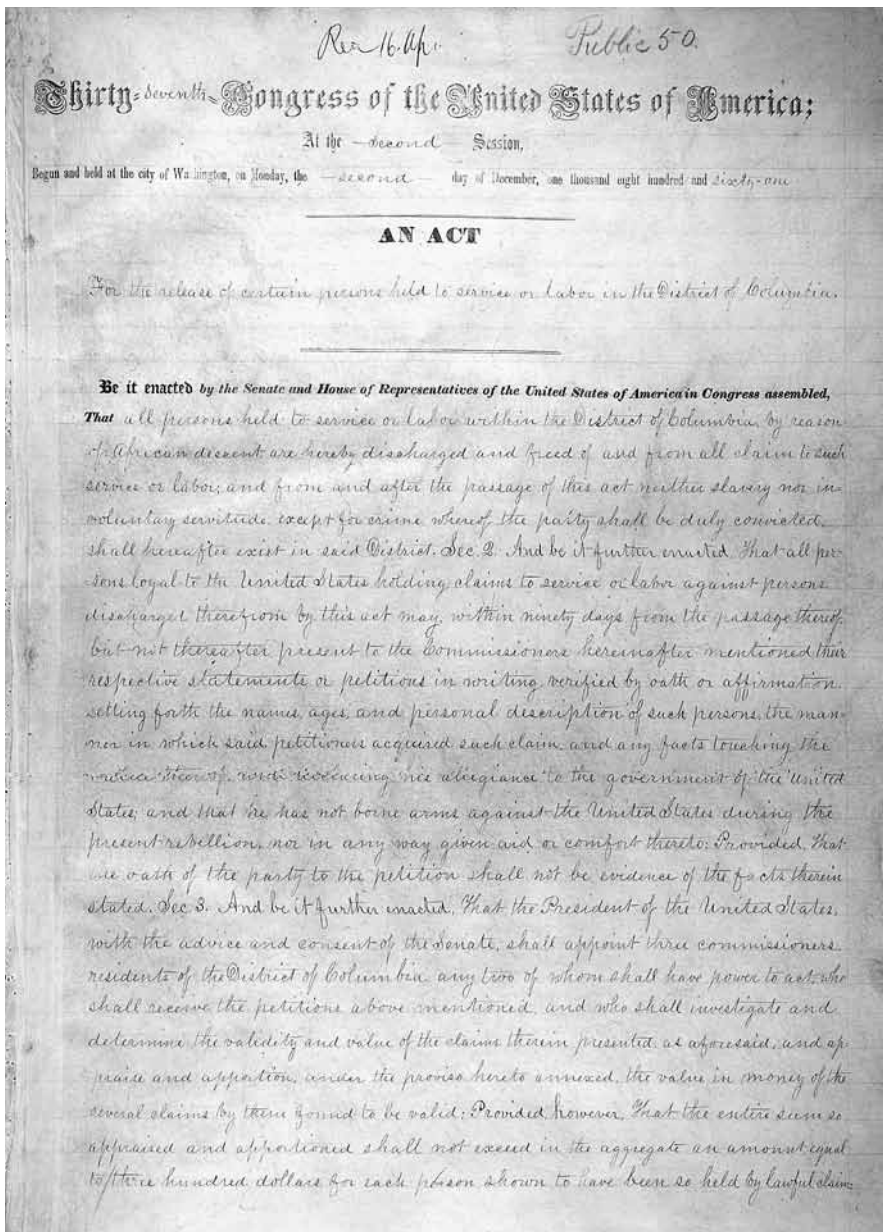 Rec 16. Ap.
Public 50.
Thirty-seventh Congress of the United States of America;
At the second Session,
Begun and held at the city of Washington, on Monday, the second day of December, one thousand eight hundred and sixty-one
AN ACT
For the release of certain persons held to service or labor in the District of Columbia.
Be it enacted by the Senate and House of Representatives of the United States of America in Congress assembled,
That all persons held to service or labor within the District of Columbia, by reason
of African descent are hereby discharged and freed of and from all claim to such
service or labor; and from and after the passage of this act neither slavery nor in-
voluntary servitude, except for crime whereof the party shall be duly convicted,
shall hereafter exist in said District. Sec. 2. And be it further enacted, That all per-
sons loyal to the United States holding claims to service or labor against persons
discharged therefrom by this act may, within ninety days from the passage thereof,
but not thereafter present to the Commissioners hereinafter mentioned their
respective statements or petitions in writing, verified by oath or affirmation,
setting forth the names, ages, and personal description of such persons, the man-
ner in which said petitioners acquired such claim, and any facts touching the
allegiance to the government of the United
States; and that he has not borne arms against the United States during the
present rebellion, nor in any way given aid or comfort thereto: Provided, That
the oath of the party to the petition shall not be evidence of the facts therein
stated. Sec. 3. And be it further enacted, That the President of the United States,
with the advice and consent of the Senate, shall appoint three commissioners,
residents of the District of Columbia, any two of whom shall have power to act, who
shall receive the petitions above mentioned, and who shall investigate and
determine the validity and value of the claims therein presented, as aforesaid, and ap-
praise and apportion, under the proviso hereto annexed, the value in money of the
several claims by them found to be valid: Provided, however, That the entire sum so
appraised and apportioned shall not exceed in the aggregate an amount equal
to three hundred dollars for each person shown to have been so held by lawful claim: